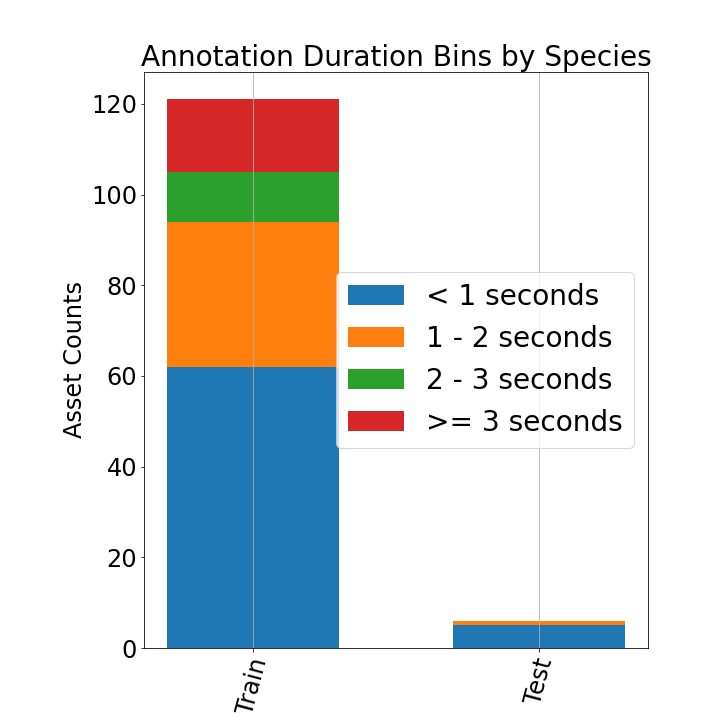 Annotation Duration Bins by Species
Asset Counts
120
100
80
60
40
20
0
< 1 seconds
1 - 2 seconds
2 - 3 seconds
>= 3 seconds
Train
Test